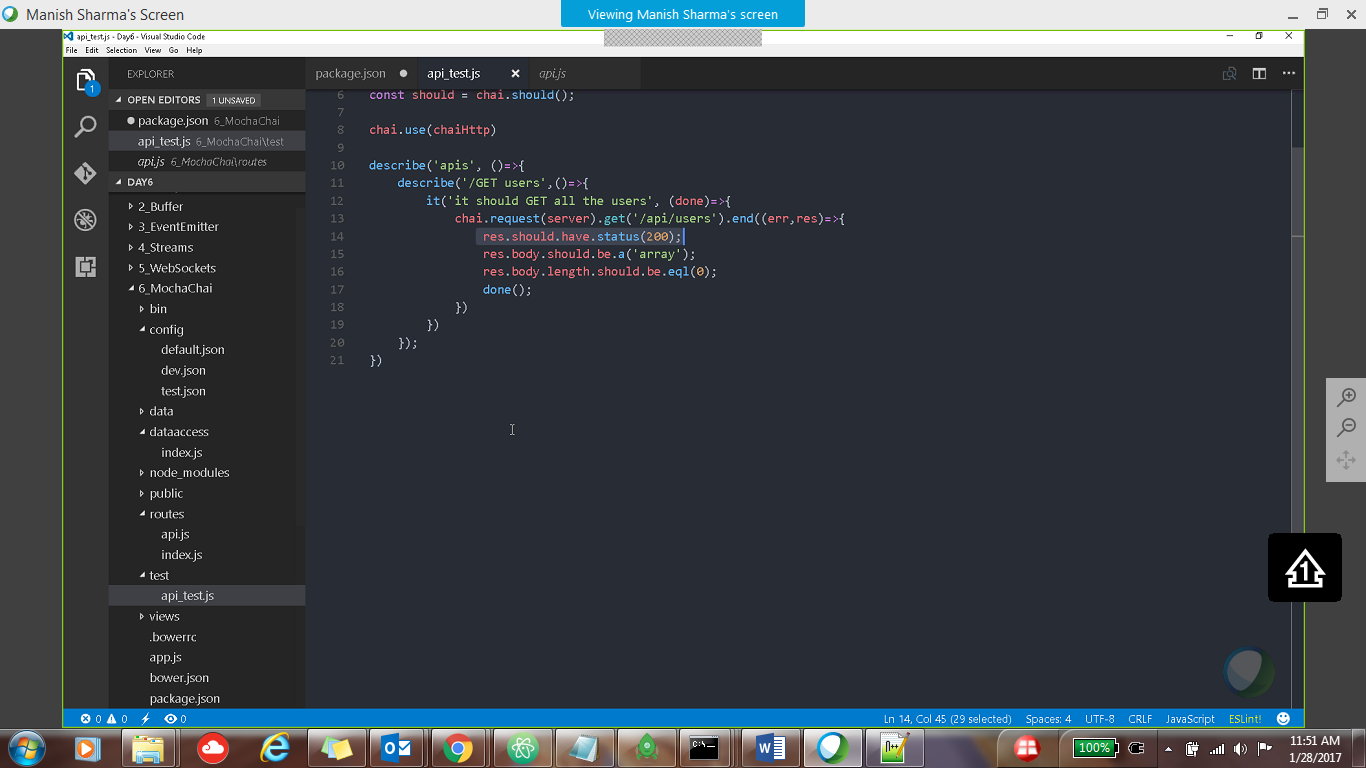 Manish Sharma's Screen
Viewing Manish Sharma's screen
api_test.js - Day6 - Visual Studio Code
File Edit Selection View Go Help
EXPLORER
OPEN EDITORS 1 UNSAVED
package.json 6_MochaChai
api_test.js 6_MochaChai\test
api.js 6_MochaChai\routes
DAY6
2_Buffer
3_EventEmitter
4_Streams
5_WebSockets
6_MochaChai
bin
config
default.json
dev.json
test.json
data
dataaccess
index.js
node_modules
public
routes
api.js
index.js
test
api_test.js
views
.bowerrc
app.js
bower.json
package.json
1
package.json api_test.js api.js
6 const should = chai.should();
7
8 chai.use(chaiHttp)
9
10 describe('apis', ()=>{
11 describe('/GET users',()=>{
12 it('it should GET all the users', (done)=>{
13 chai.request(server).get('/api/users').end((err,res)=>{
14 res.should.have.status(200);
15 res.body.should.be.a('array');
16 res.body.length.should.be.eql(0);
17 done();
18 })
19 })
20 });
21 })
1
0 0 0 Ln 14, Col 45 (29 selected) Spaces: 4 UTF-8 CRLF JavaScript ESLint!
100% 11:51 AM
1/28/2017